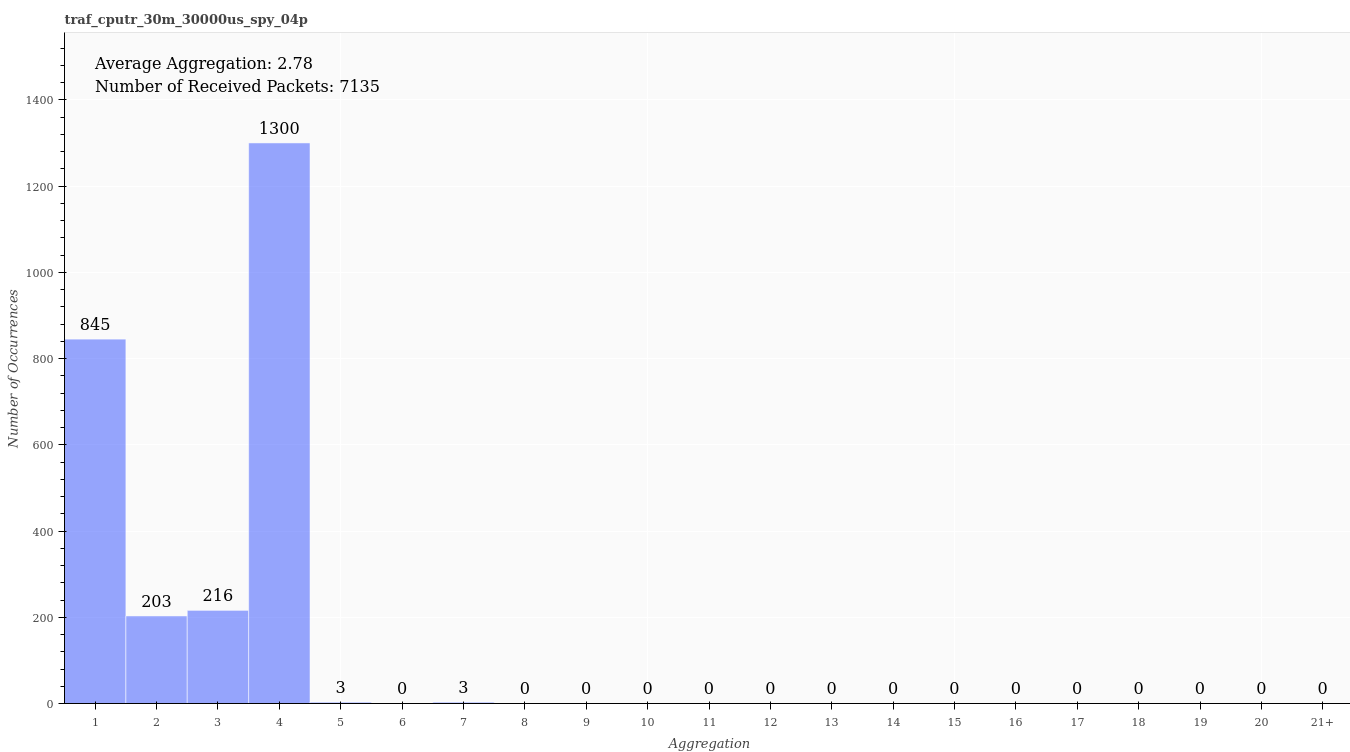 traf_cputr_30m_30000us_spy_04p
Average Aggregation: 2.78
Number of Received Packets: 7135
1400
1300
1200
1000
Number of Occurrences
845
800
600
400
216
203
200
3 0 3 0 0 0 0 0 0 0 0 0 0 0 0 0 0
0
1 2 3 4 5 6 7 8 9 10 11 12 13 14 15 16 17 18 19 20 21+
Aggregation